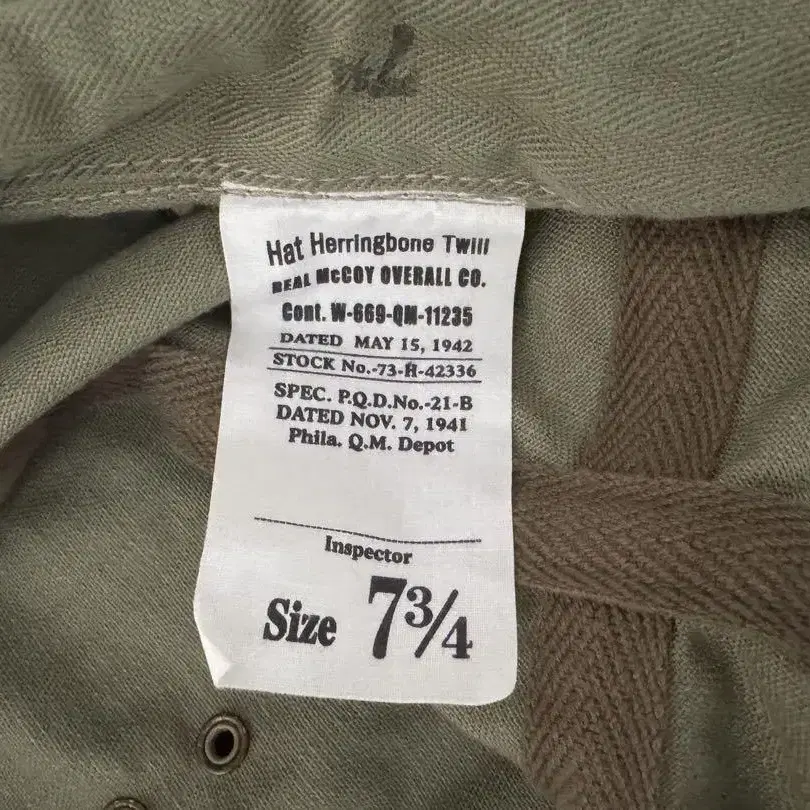 Hat Herringbone Twill
REAL McCOY OVERALL CO.
Cont. W-669-QM-11235
DATED MAY 15, 1942
STOCK No.-73-H-42336
SPEC. P.Q.D.No.-21-B
DATED NOV. 7, 1941
Phila. Q.M. Depot
Inspector
Size 7¾